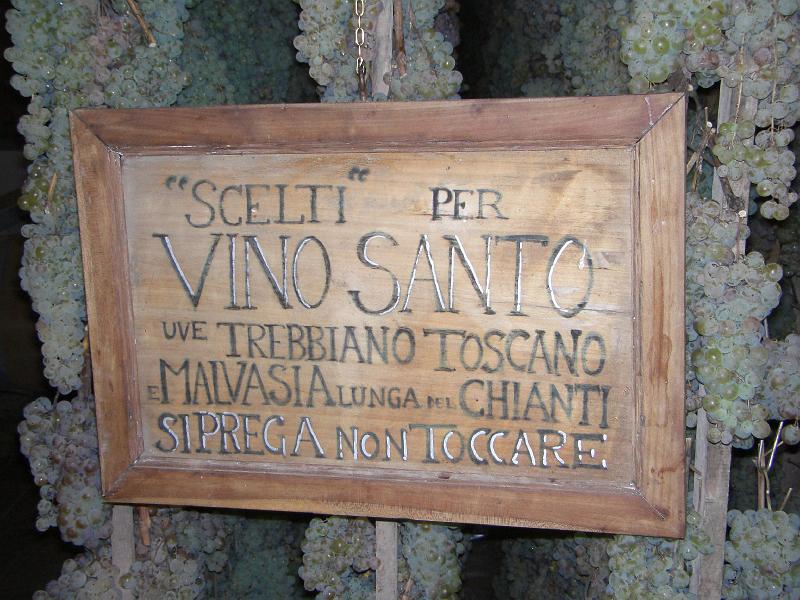 “SCELTI“ PER
VINO SANTO
UVE TREBBIANO TOSCANO
E MALVASIA LUNGA DEL CHIANTI
SI PREGA NON TOCCARE